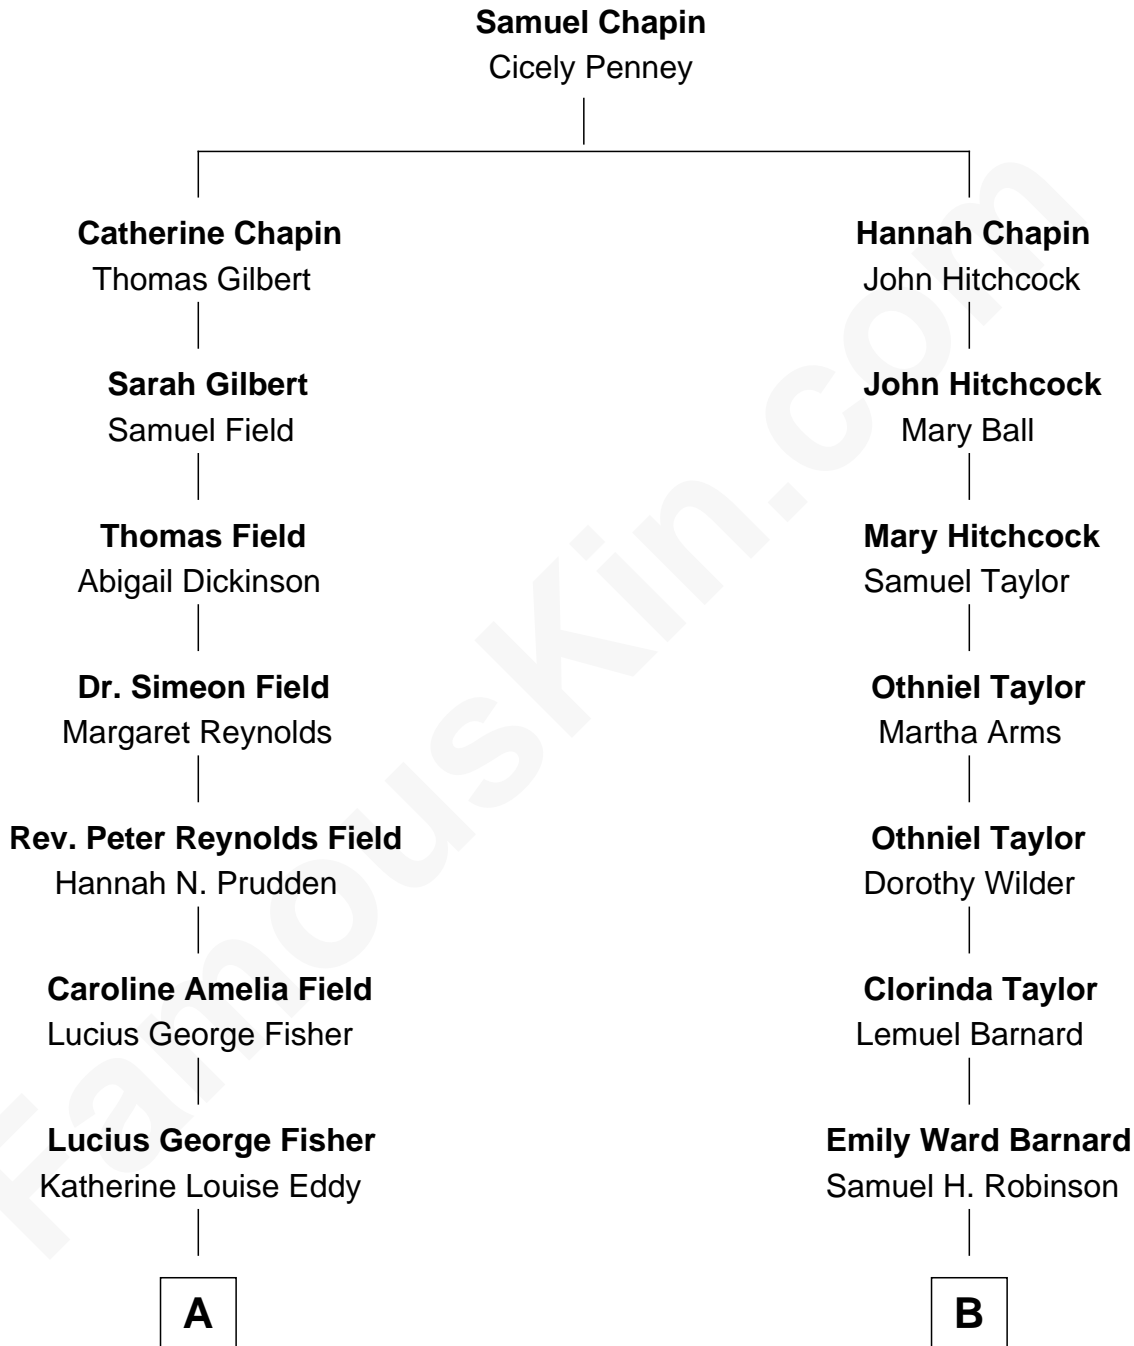 Samuel Chapin
Cicely Penney
Catherine Chapin
Thomas Gilbert
Hannah Chapin
John Hitchcock
Sarah Gilbert
Samuel Field
John Hitchcock
Mary Ball
Thomas Field
Abigail Dickinson
Mary Hitchcock
Samuel Taylor
Dr. Simeon Field
Margaret Reynolds
Othniel Taylor
Martha Arms
Rev. Peter Reynolds Field
Hannah N. Prudden
Othniel Taylor
Dorothy Wilder
Caroline Amelia Field
Lucius George Fisher
Clorinda Taylor
Lemuel Barnard
Lucius George Fisher
Katherine Louise Eddy
Emily Ward Barnard
Samuel H. Robinson
A
B
FamousKin.com